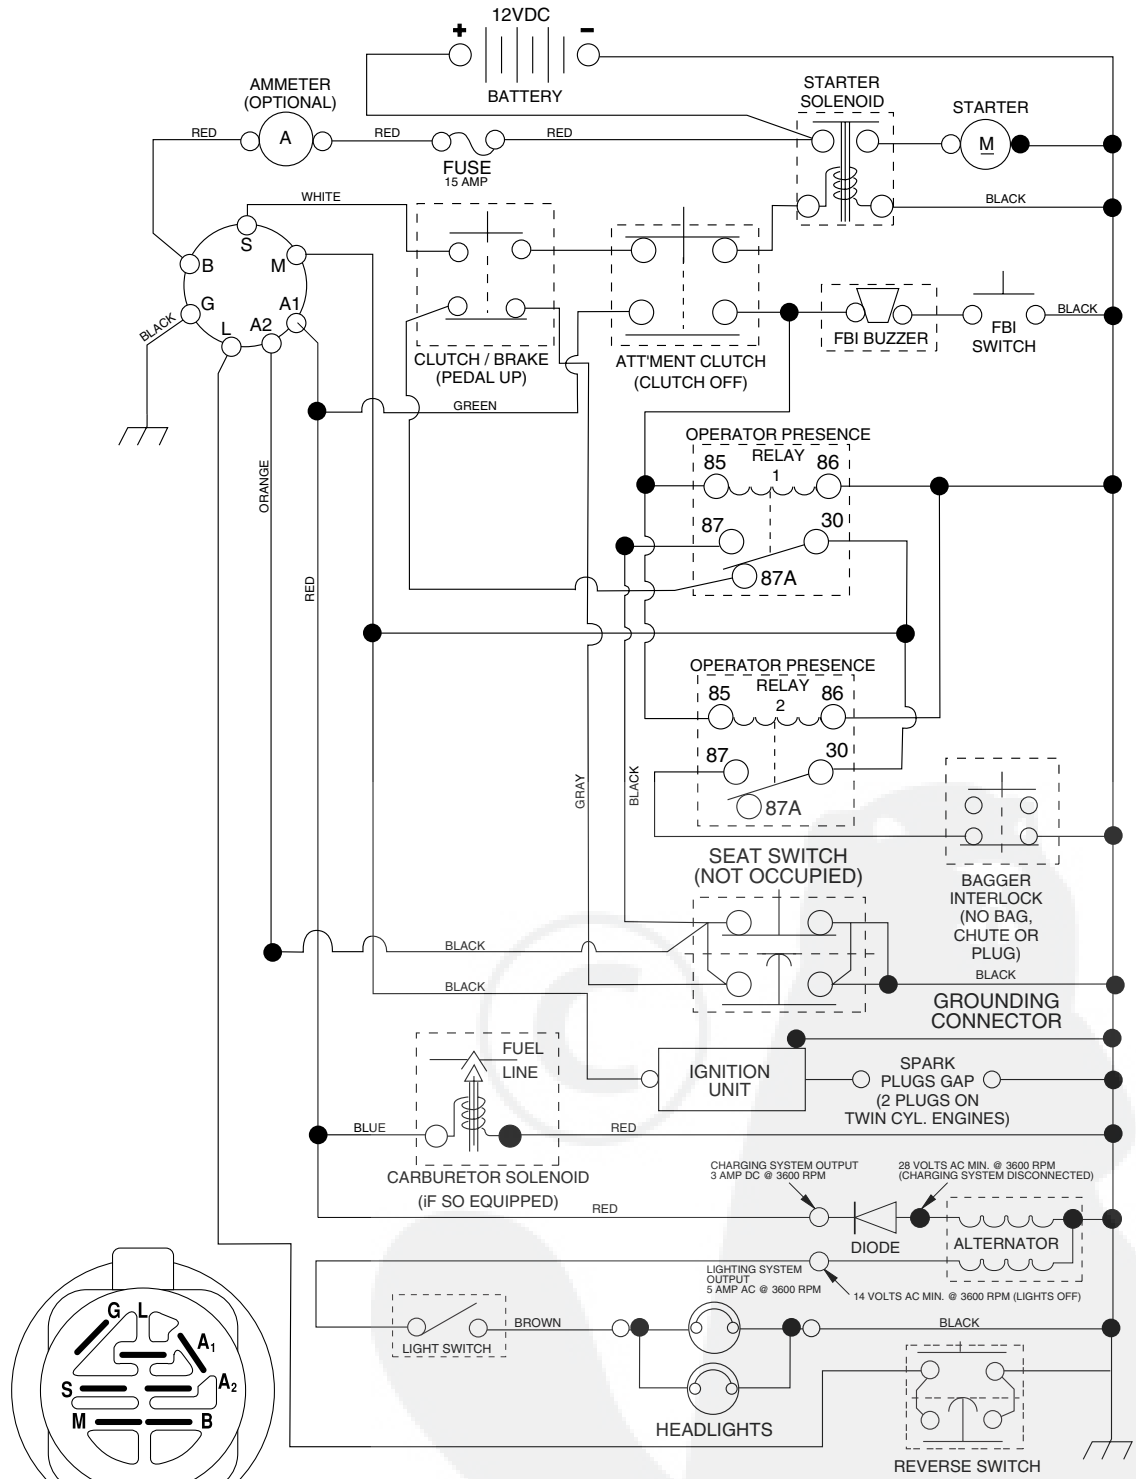 12VDC
+
-
BATTERY
AMMETER
(OPTIONAL)
STARTER
SOLENOID
STARTER
RED
A
RED
FUSE
15 AMP
RED
M
WHITE
BLACK
S
B
M
G
A1
L
A2
BLACK
CLUTCH / BRAKE
(PEDAL UP)
ATT'MENT CLUTCH
(CLUTCH OFF)
FBI BUZZER
FBI
SWITCH
BLACK
GREEN
OPERATOR PRESENCE
RELAY
1
85
86
87
30
87A
ORANGE
RED
OPERATOR PRESENCE
RELAY
2
85
86
87
30
87A
GRAY
BLACK
SEAT SWITCH
(NOT OCCUPIED)
BAGGER
INTERLOCK
(NO BAG,
CHUTE OR
PLUG)
BLACK
BLACK
BLACK
GROUNDING
CONNECTOR
©
FUEL
LINE
IGNITION
UNIT
SPARK
PLUGS GAP
(2 PLUGS ON
TWIN CYL. ENGINES)
BLUE
RED
CARBURETOR SOLENOID
(iF SO EQUIPPED)
CHARGING SYSTEM OUTPUT
3 AMP DC @ 3600 RPM
28 VOLTS AC MIN. @ 3600 RPM
(CHARGING SYSTEM DISCONNECTED)
RED
DIODE
ALTERNATOR
LIGHTING SYSTEM
OUTPUT
5 AMP AC @ 3600 RPM
14 VOLTS AC MIN. @ 3600 RPM (LIGHTS OFF)
LIGHT SWITCH
BROWN
BLACK
HEADLIGHTS
REVERSE SWITCH
G
L
A1
S
A2
M
B